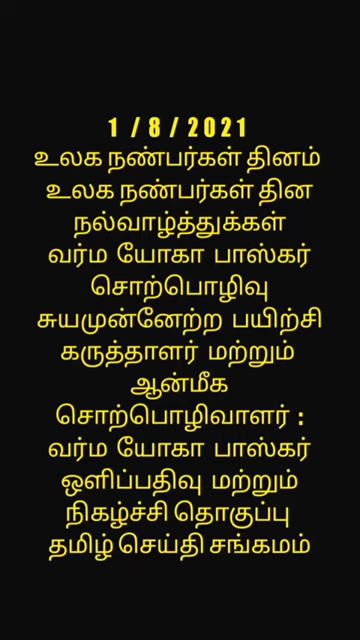 1 / 8 / 2021
உலக நண்பர்கள் தினம்
உலக நண்பர்கள் தின
நல்வாழ்த்துக்கள்
வர்ம யோகா பாஸ்கர்
சொற்பொழிவு
சுயமுன்னேற்ற பயிற்சி
கருத்தாளர் மற்றும்
ஆன்மீக
சொற்பொழிவாளர் :
வர்ம யோகா பாஸ்கர்
ஒளிப்பதிவு மற்றும்
நிகழ்ச்சி தொகுப்பு
தமிழ் செய்தி சங்கமம்